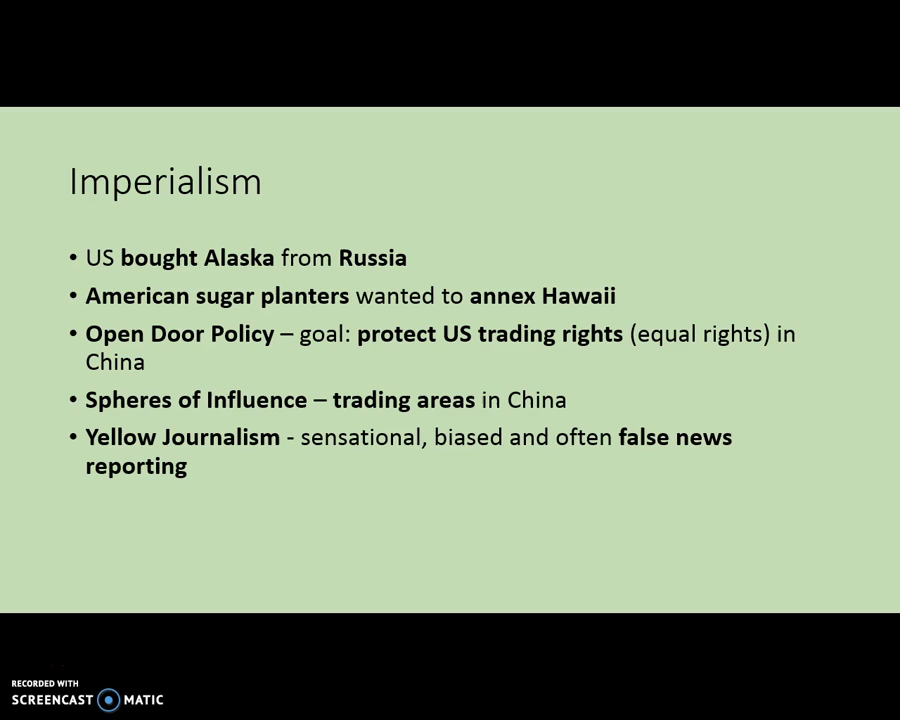 Imperialism
• US bought Alaska from Russia
• American sugar planters wanted to annex Hawaii
• Open Door Policy – goal: protect US trading rights (equal rights) in
China
• Spheres of Influence – trading areas in China
• Yellow Journalism - sensational, biased and often false news
reporting
RECORDED WITH
SCREENCAST MATIC